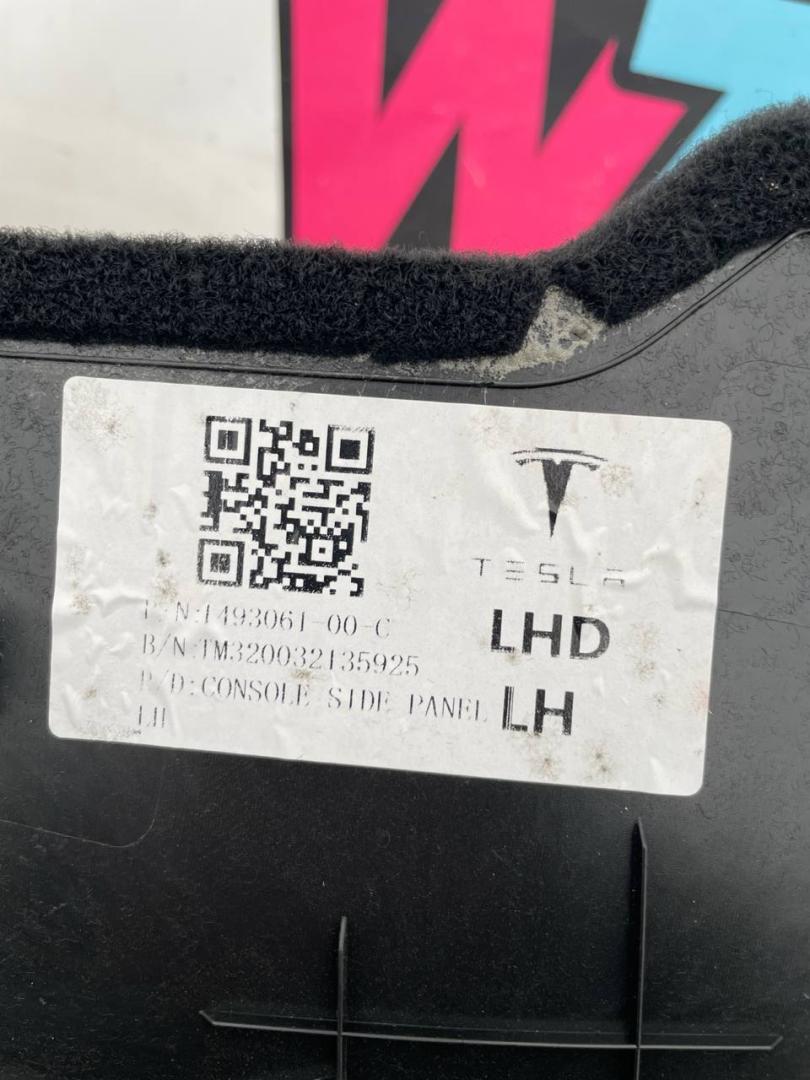 W
TESLA
P/N:1493061-00-C
B/N:TM320032135925
P/D:CONSOLE SIDE PANEL
LH
LHD
LH